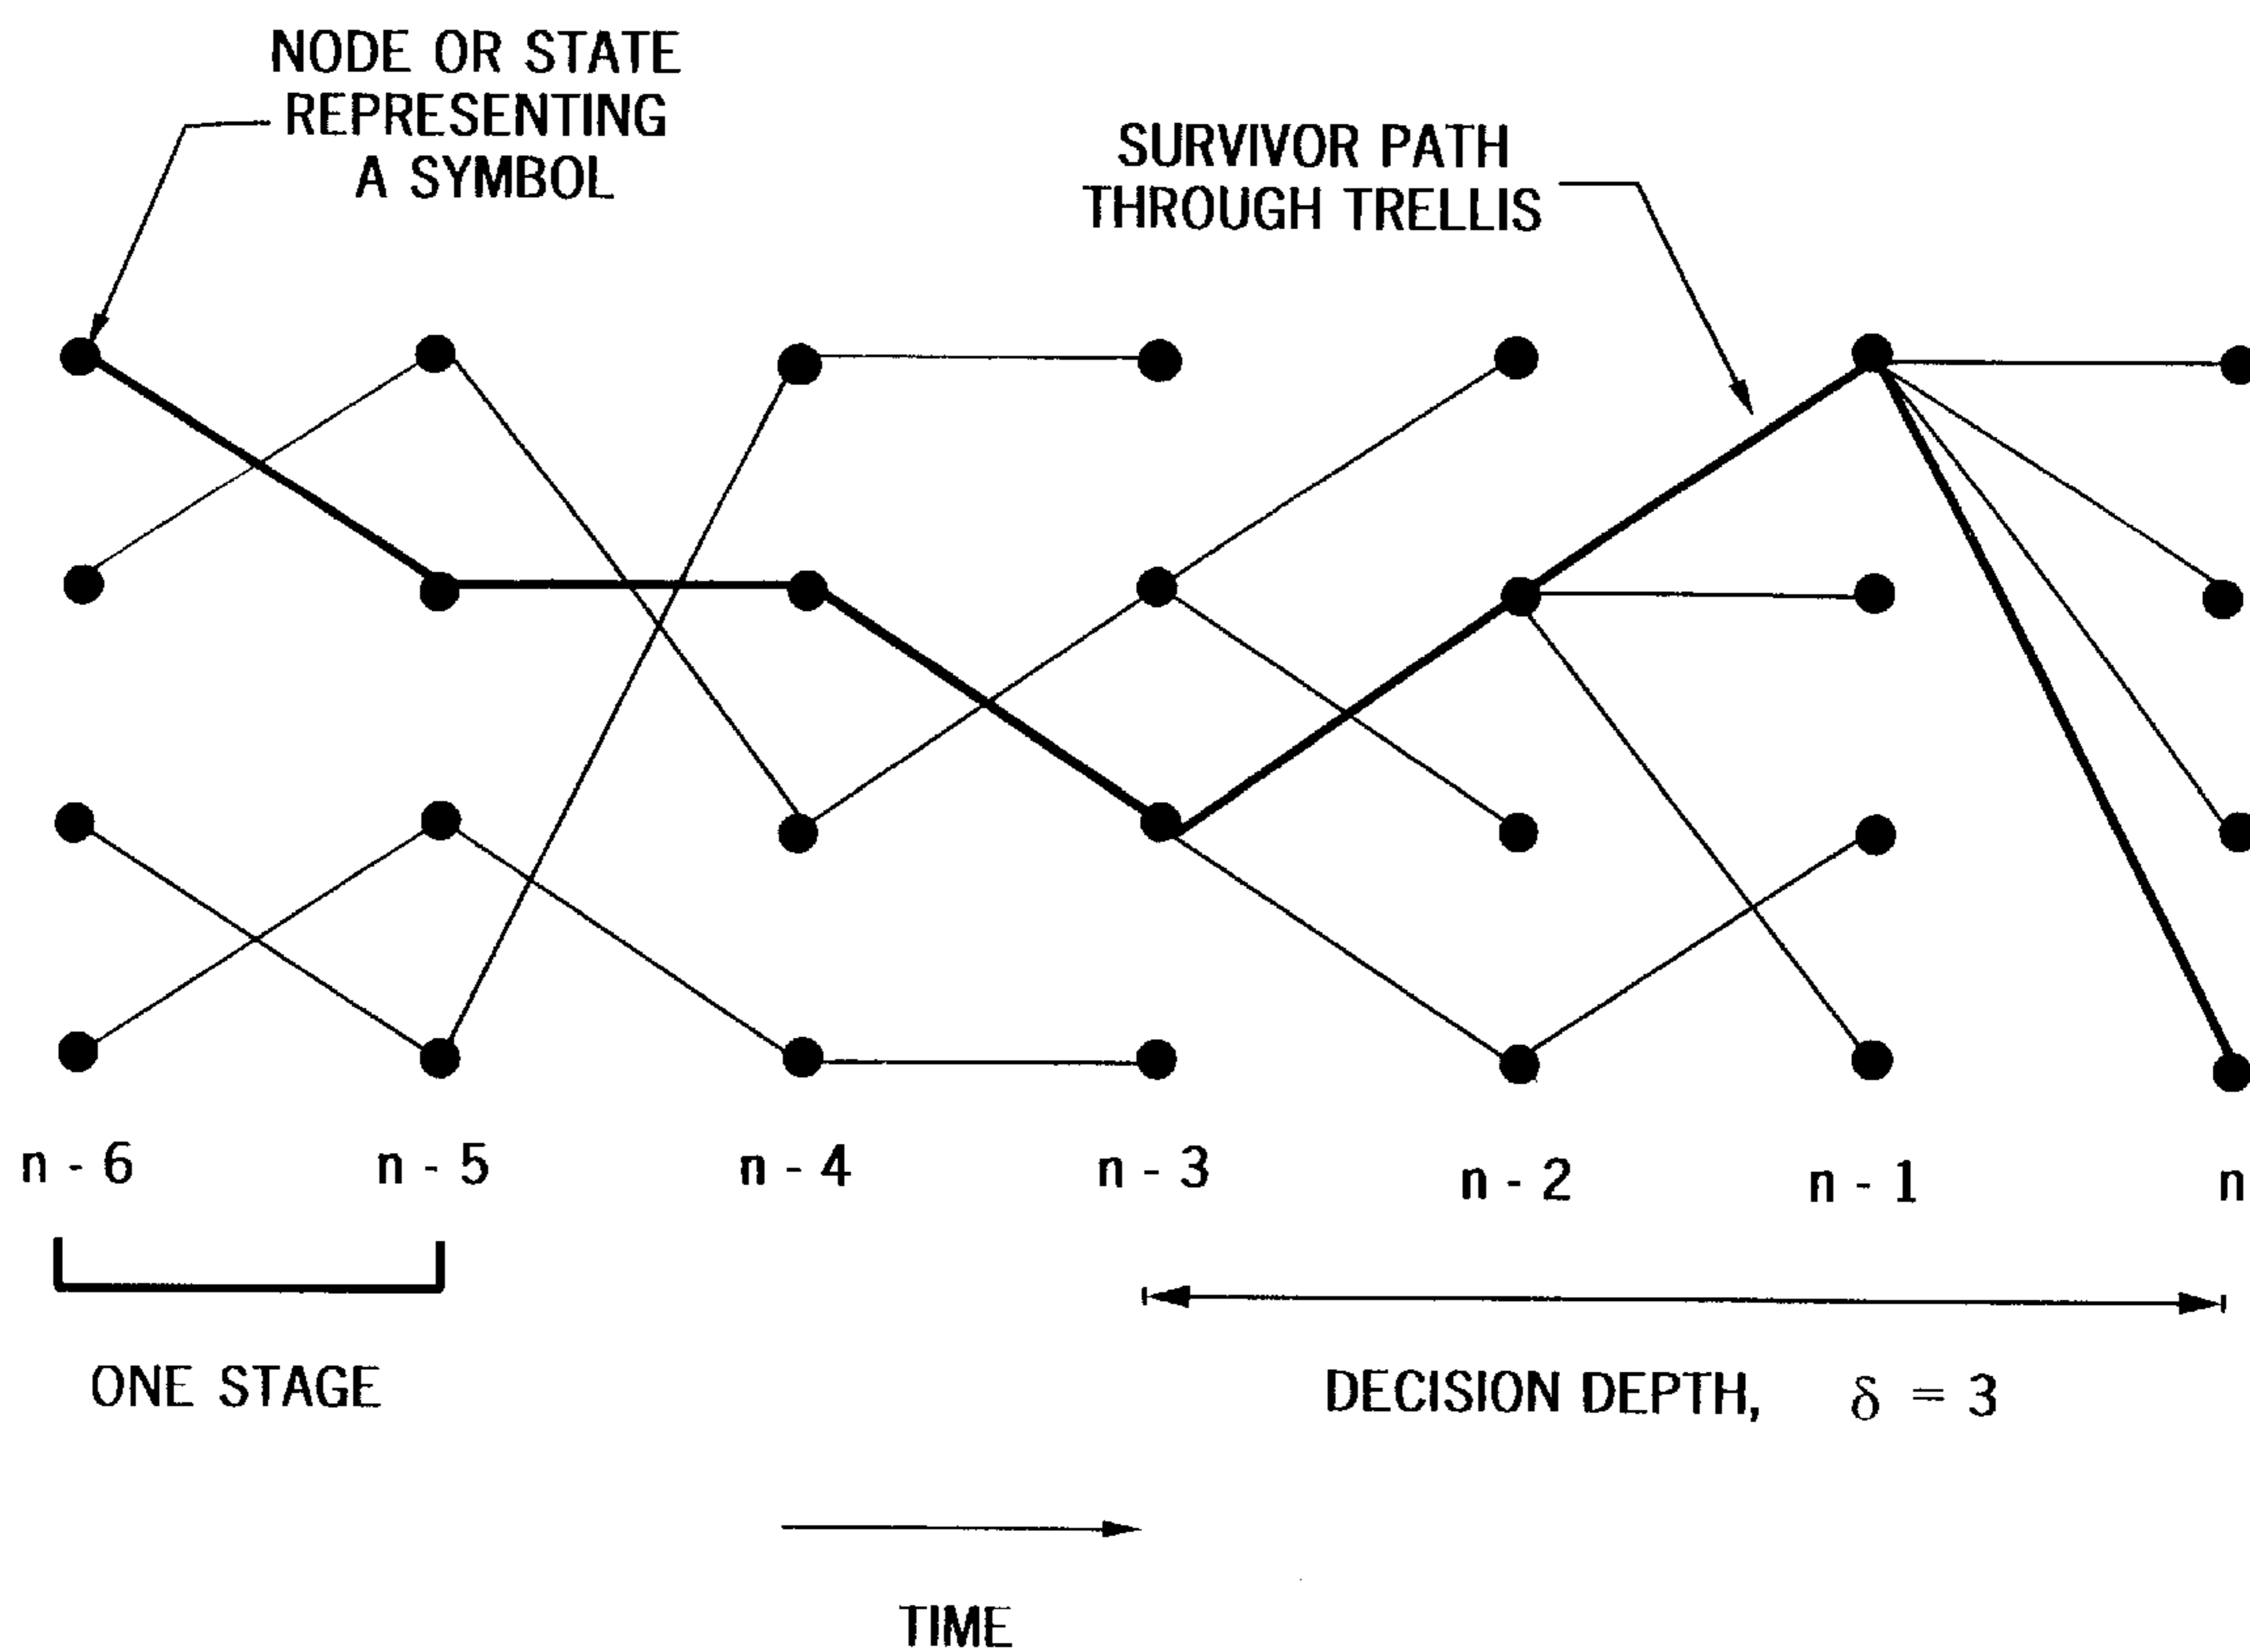 NODE OR STATE
REPRESENTING
A SYMBOL
SURVIVOR PATH
THROUGH TRELLIS
n - 6
n - 5
n - 4
n - 3
n - 2
n - 1
n
ONE STAGE
DECISION DEPTH, δ = 3
TIME